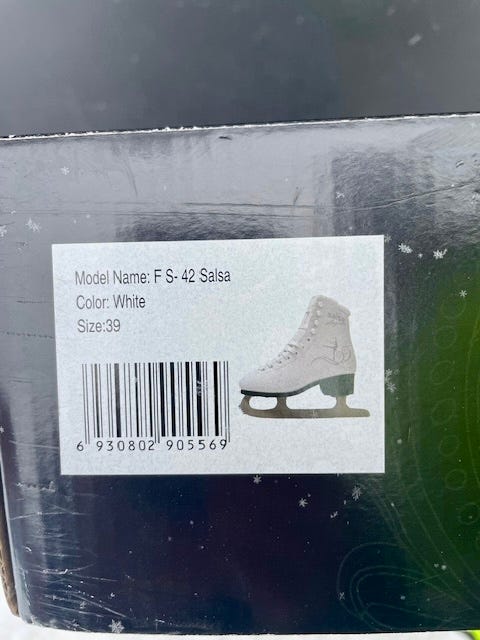 Model Name: F S- 42 Salsa
Color: White
Size:39
6 930802 905569